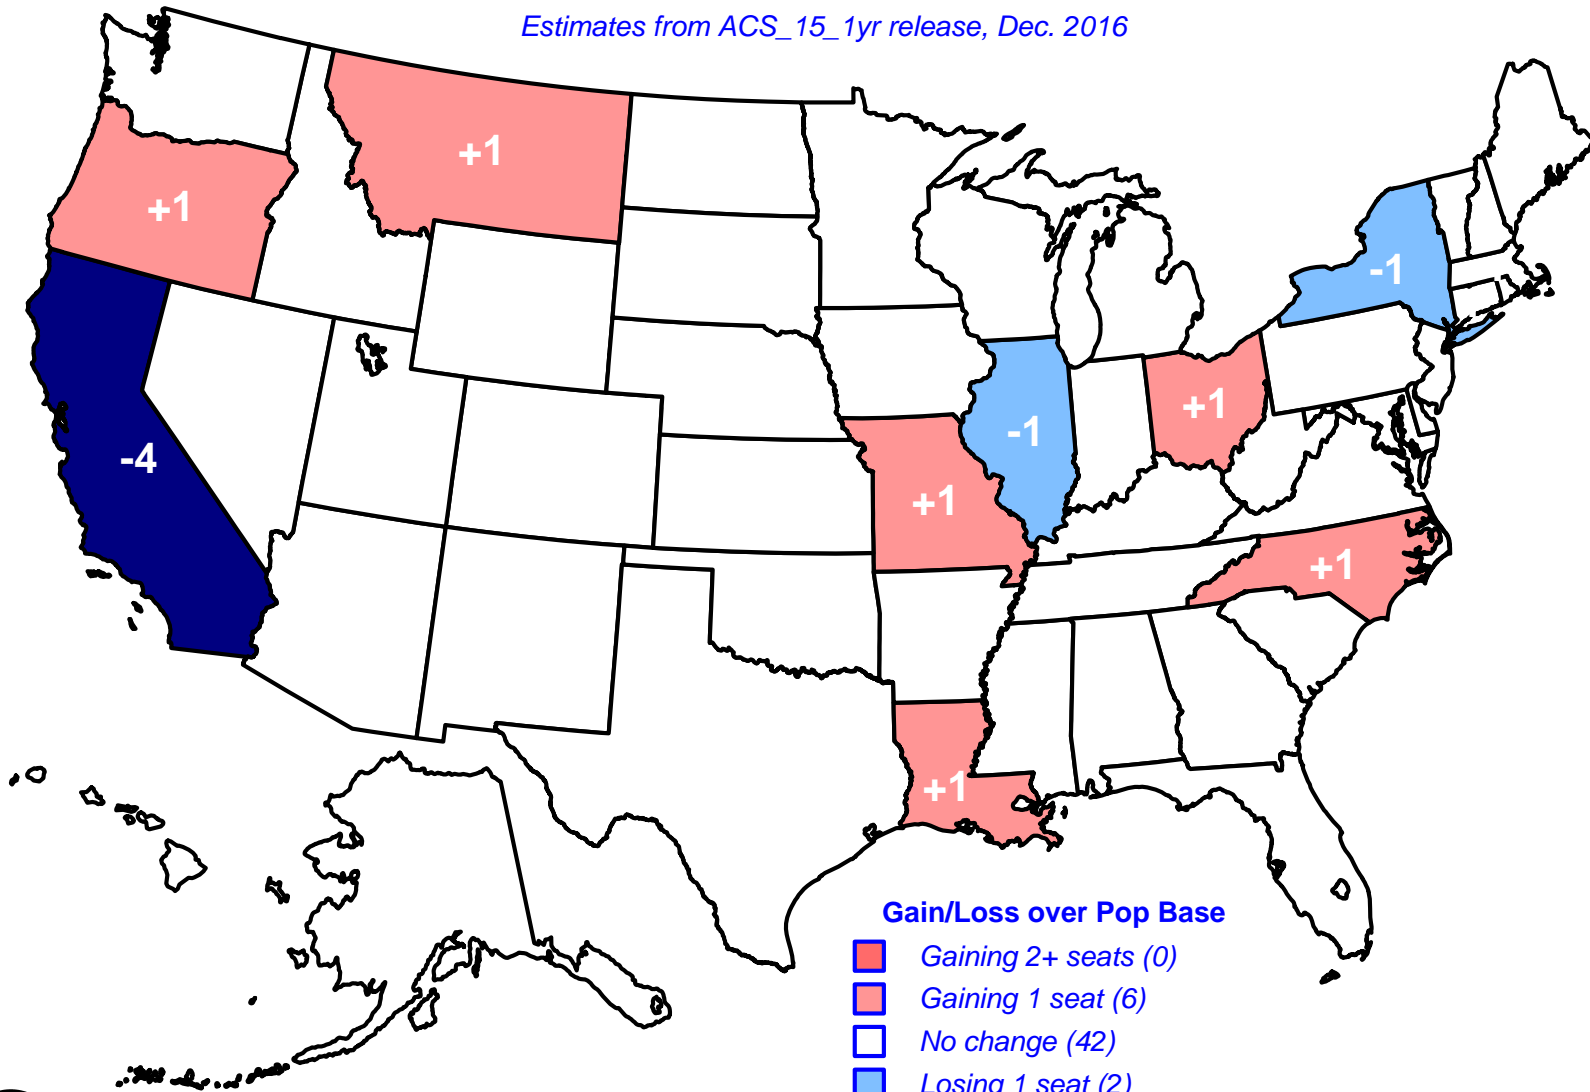 Estimates from ACS_15_1yr release, Dec. 2016
+1
+1
-1
+1
-1
-4
+1
+1
+1
Gain/Loss over Pop Base
Gaining 2+ seats (0)
Gaining 1 seat (6)
No change (42)
Losing 1 seat (2)